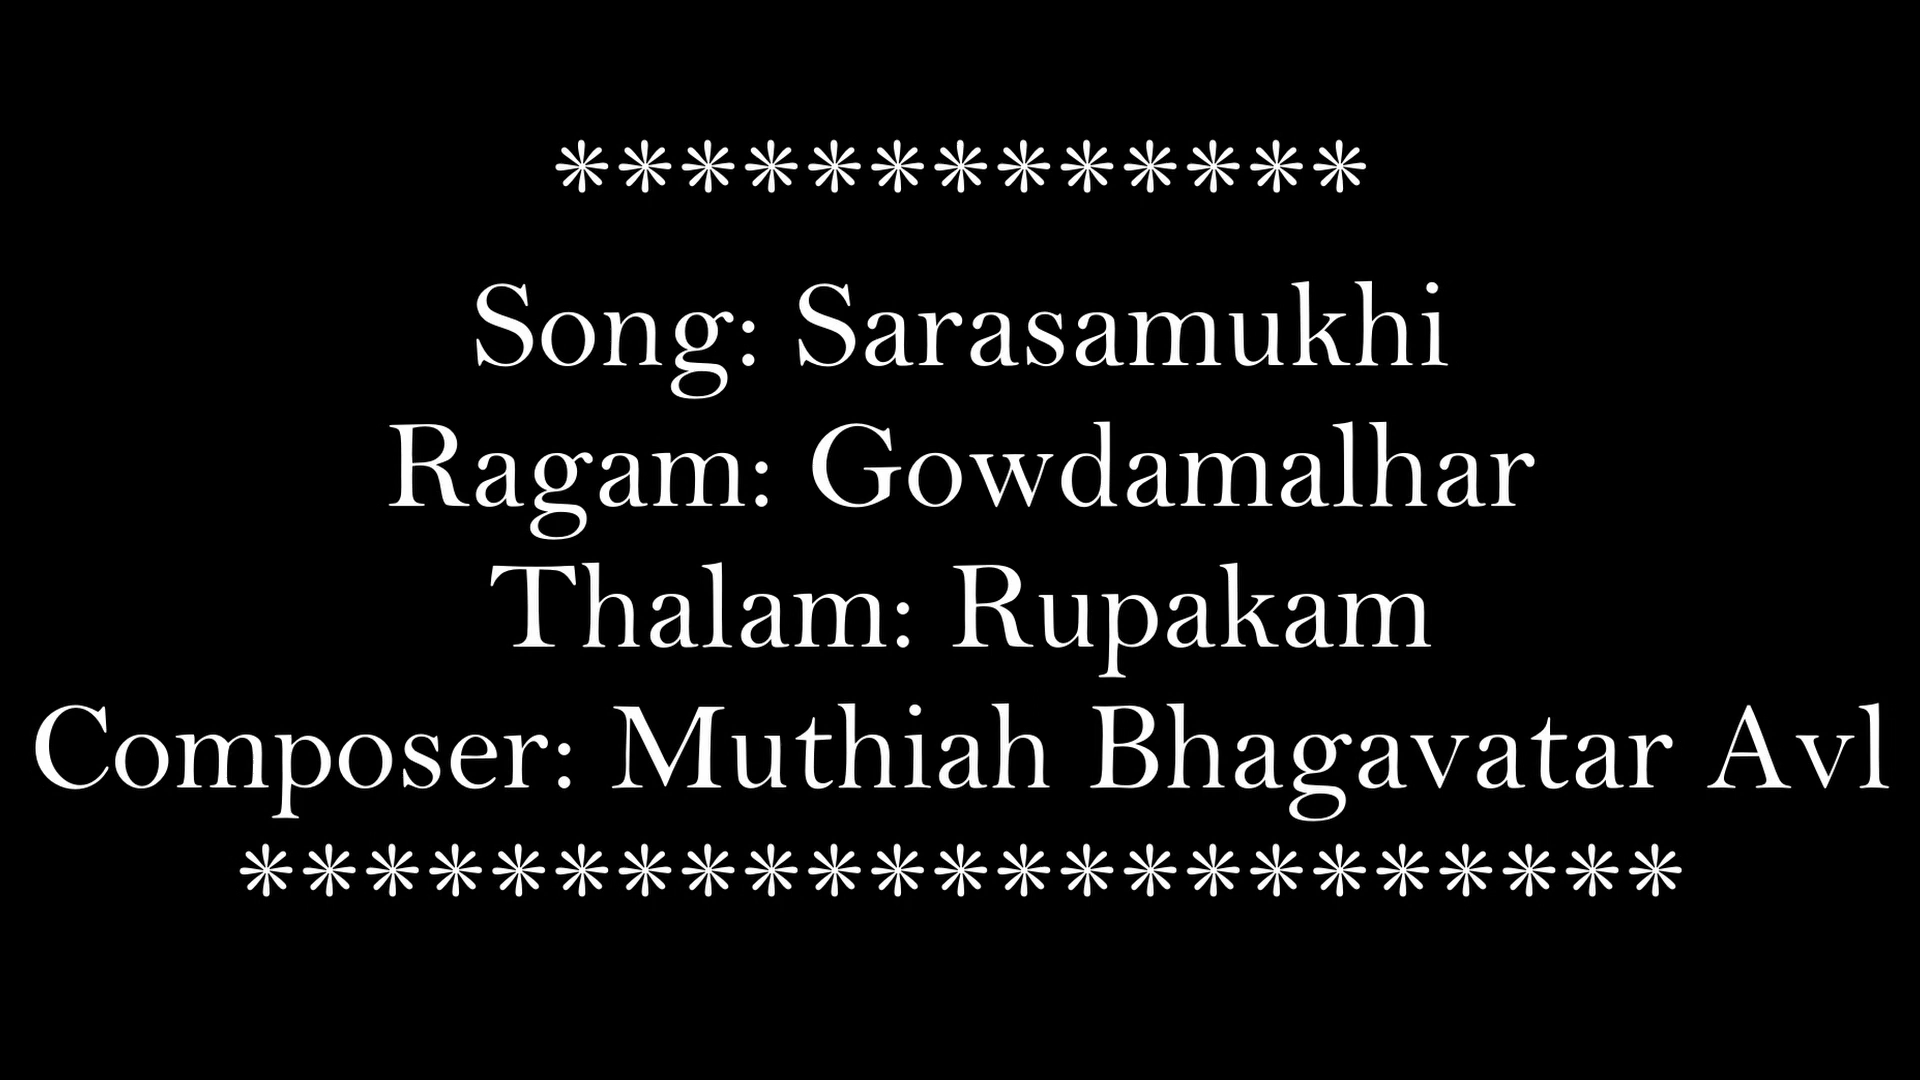 *************
Song: Sarasamukhi
Ragam: Gowdamalhar
Thalam: Rupakam
Composer: Muthiah Bhagavatar Avl
***********************